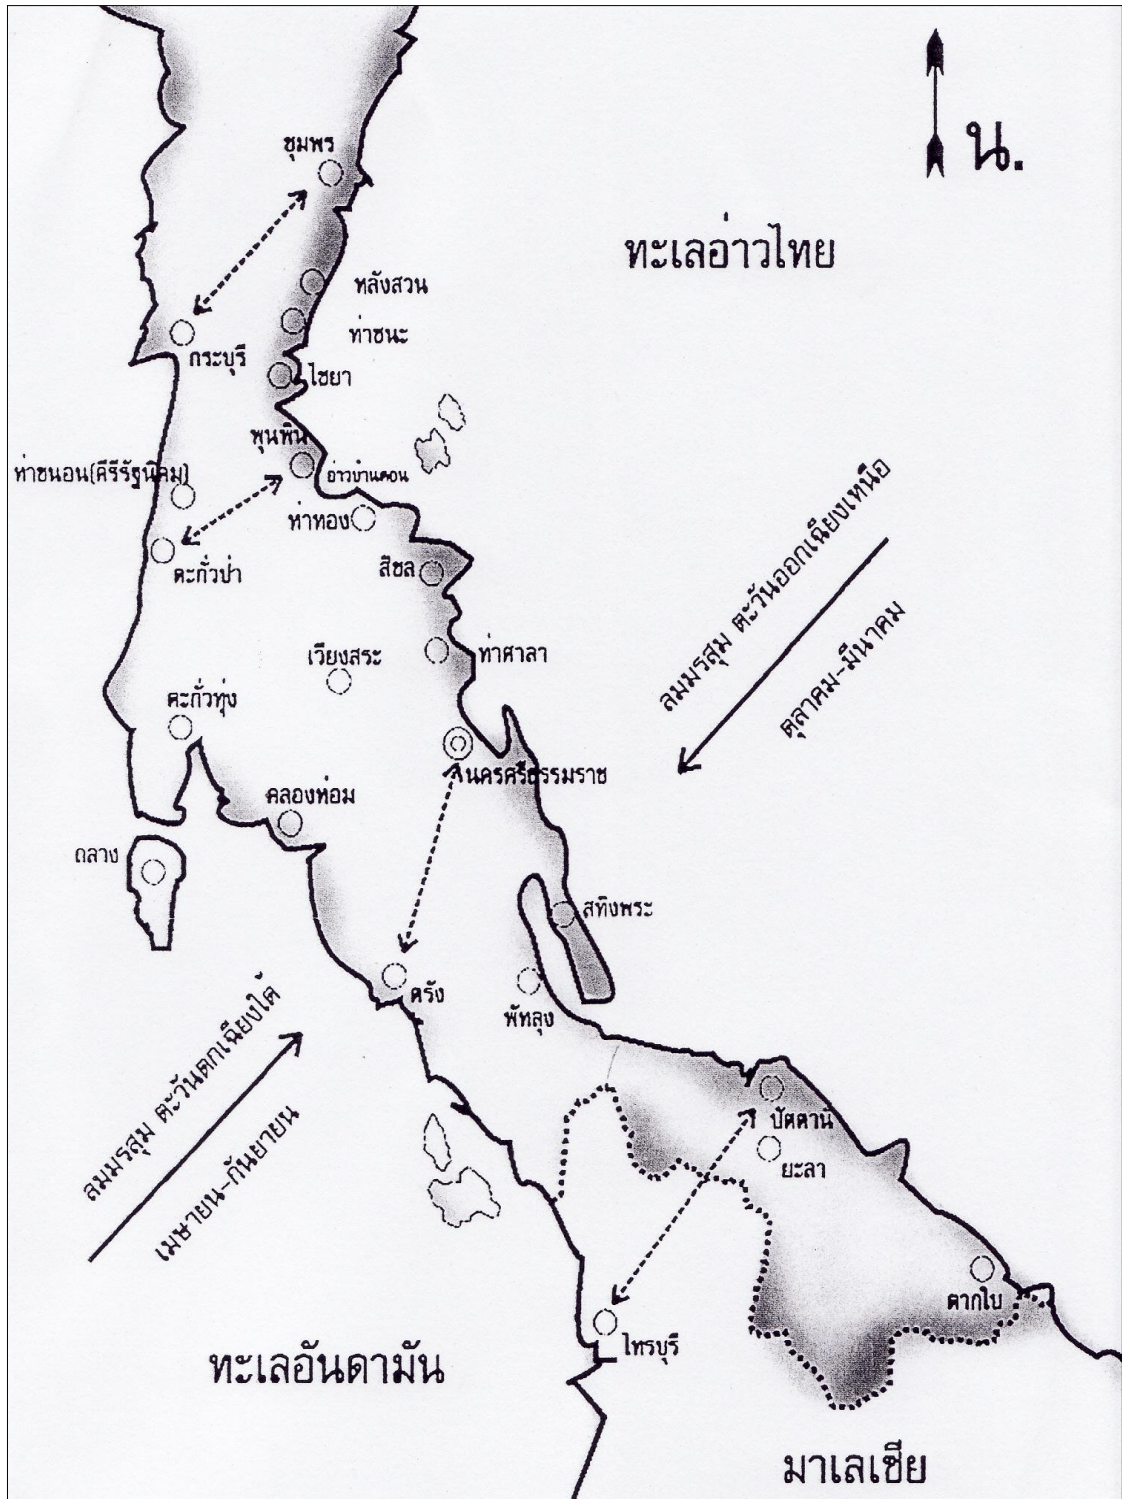 น.
ชุมพร
ทะเลอ่าวไทย
หลังสวน
ท่าชนะ
กระบุรี
ไชยา
พุนพิน
ท่าชนอน(คีรีรัฐนิคม)
อ่าวบ้านดอน
ท่าทอง
ตะกั่วป่า
สิชล
ลมมรสุม ตะวันออกเฉียงเหนือ
ตุลาคม-มีนาคม
ท่าศาลา
เวียงสระ
ตะกั่วทุ่ง
นครศรีธรรมราช
คลองท่อม
ถลาง
สทิงพระ
ตรัง
พัทลุง
ลมมรสุม ตะวันตกเฉียงใต้
เมษายน-กันยายน
ปัตตานี
ยะลา
ตากใบ
ไทรบุรี
ทะเลอันดามัน
มาเลเซีย